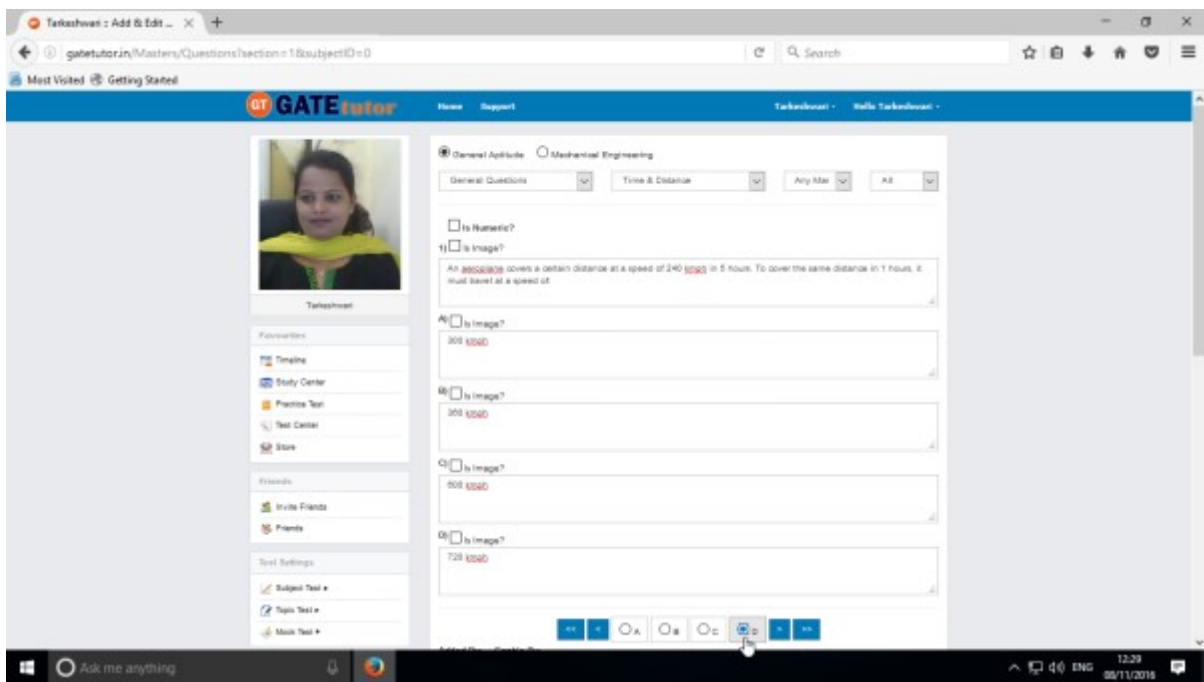 Tarkeshwari :: Add & Edit ...
gatetutor.in/Masters/Questions?section=1&subjectID=0
Search
Most Visited Getting Started
GT GATEtutor Home Support Tarkeshwari Hello Tarkeshwari
General Aptitude Mechanical Engineering
General Questions Time & Distance Any Mar All
Is Numeric?
1) Is Image?
An aeroplane covers a certain distance at a speed of 240 kmph in 5 hours. To cover the same distance in 1 hours, it
must travel at a speed of:
Tarkeshwari
A) Is Image?
300 kmph
Favourites
Timeline
Study Center
Practice Test
Test Center
Store
B) Is Image?
360 kmph
C) Is Image?
600 kmph
Friends
Invite Friends
Friends
D) Is Image?
720 kmph
Test Settings
Subject Test
Topic Test
Mock Test
<< < A B C D > >>
Ask me anything
ENG
12:29
08/11/2016